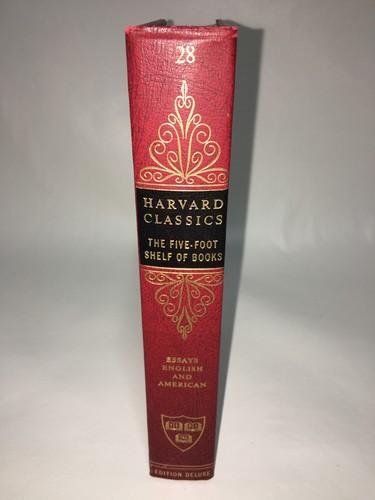 28
HARVARD
CLASSICS
THE FIVE-FOOT
SHELF OF BOOKS
ESSAYS
ENGLISH
AND
AMERICAN
EDITION DELUXE